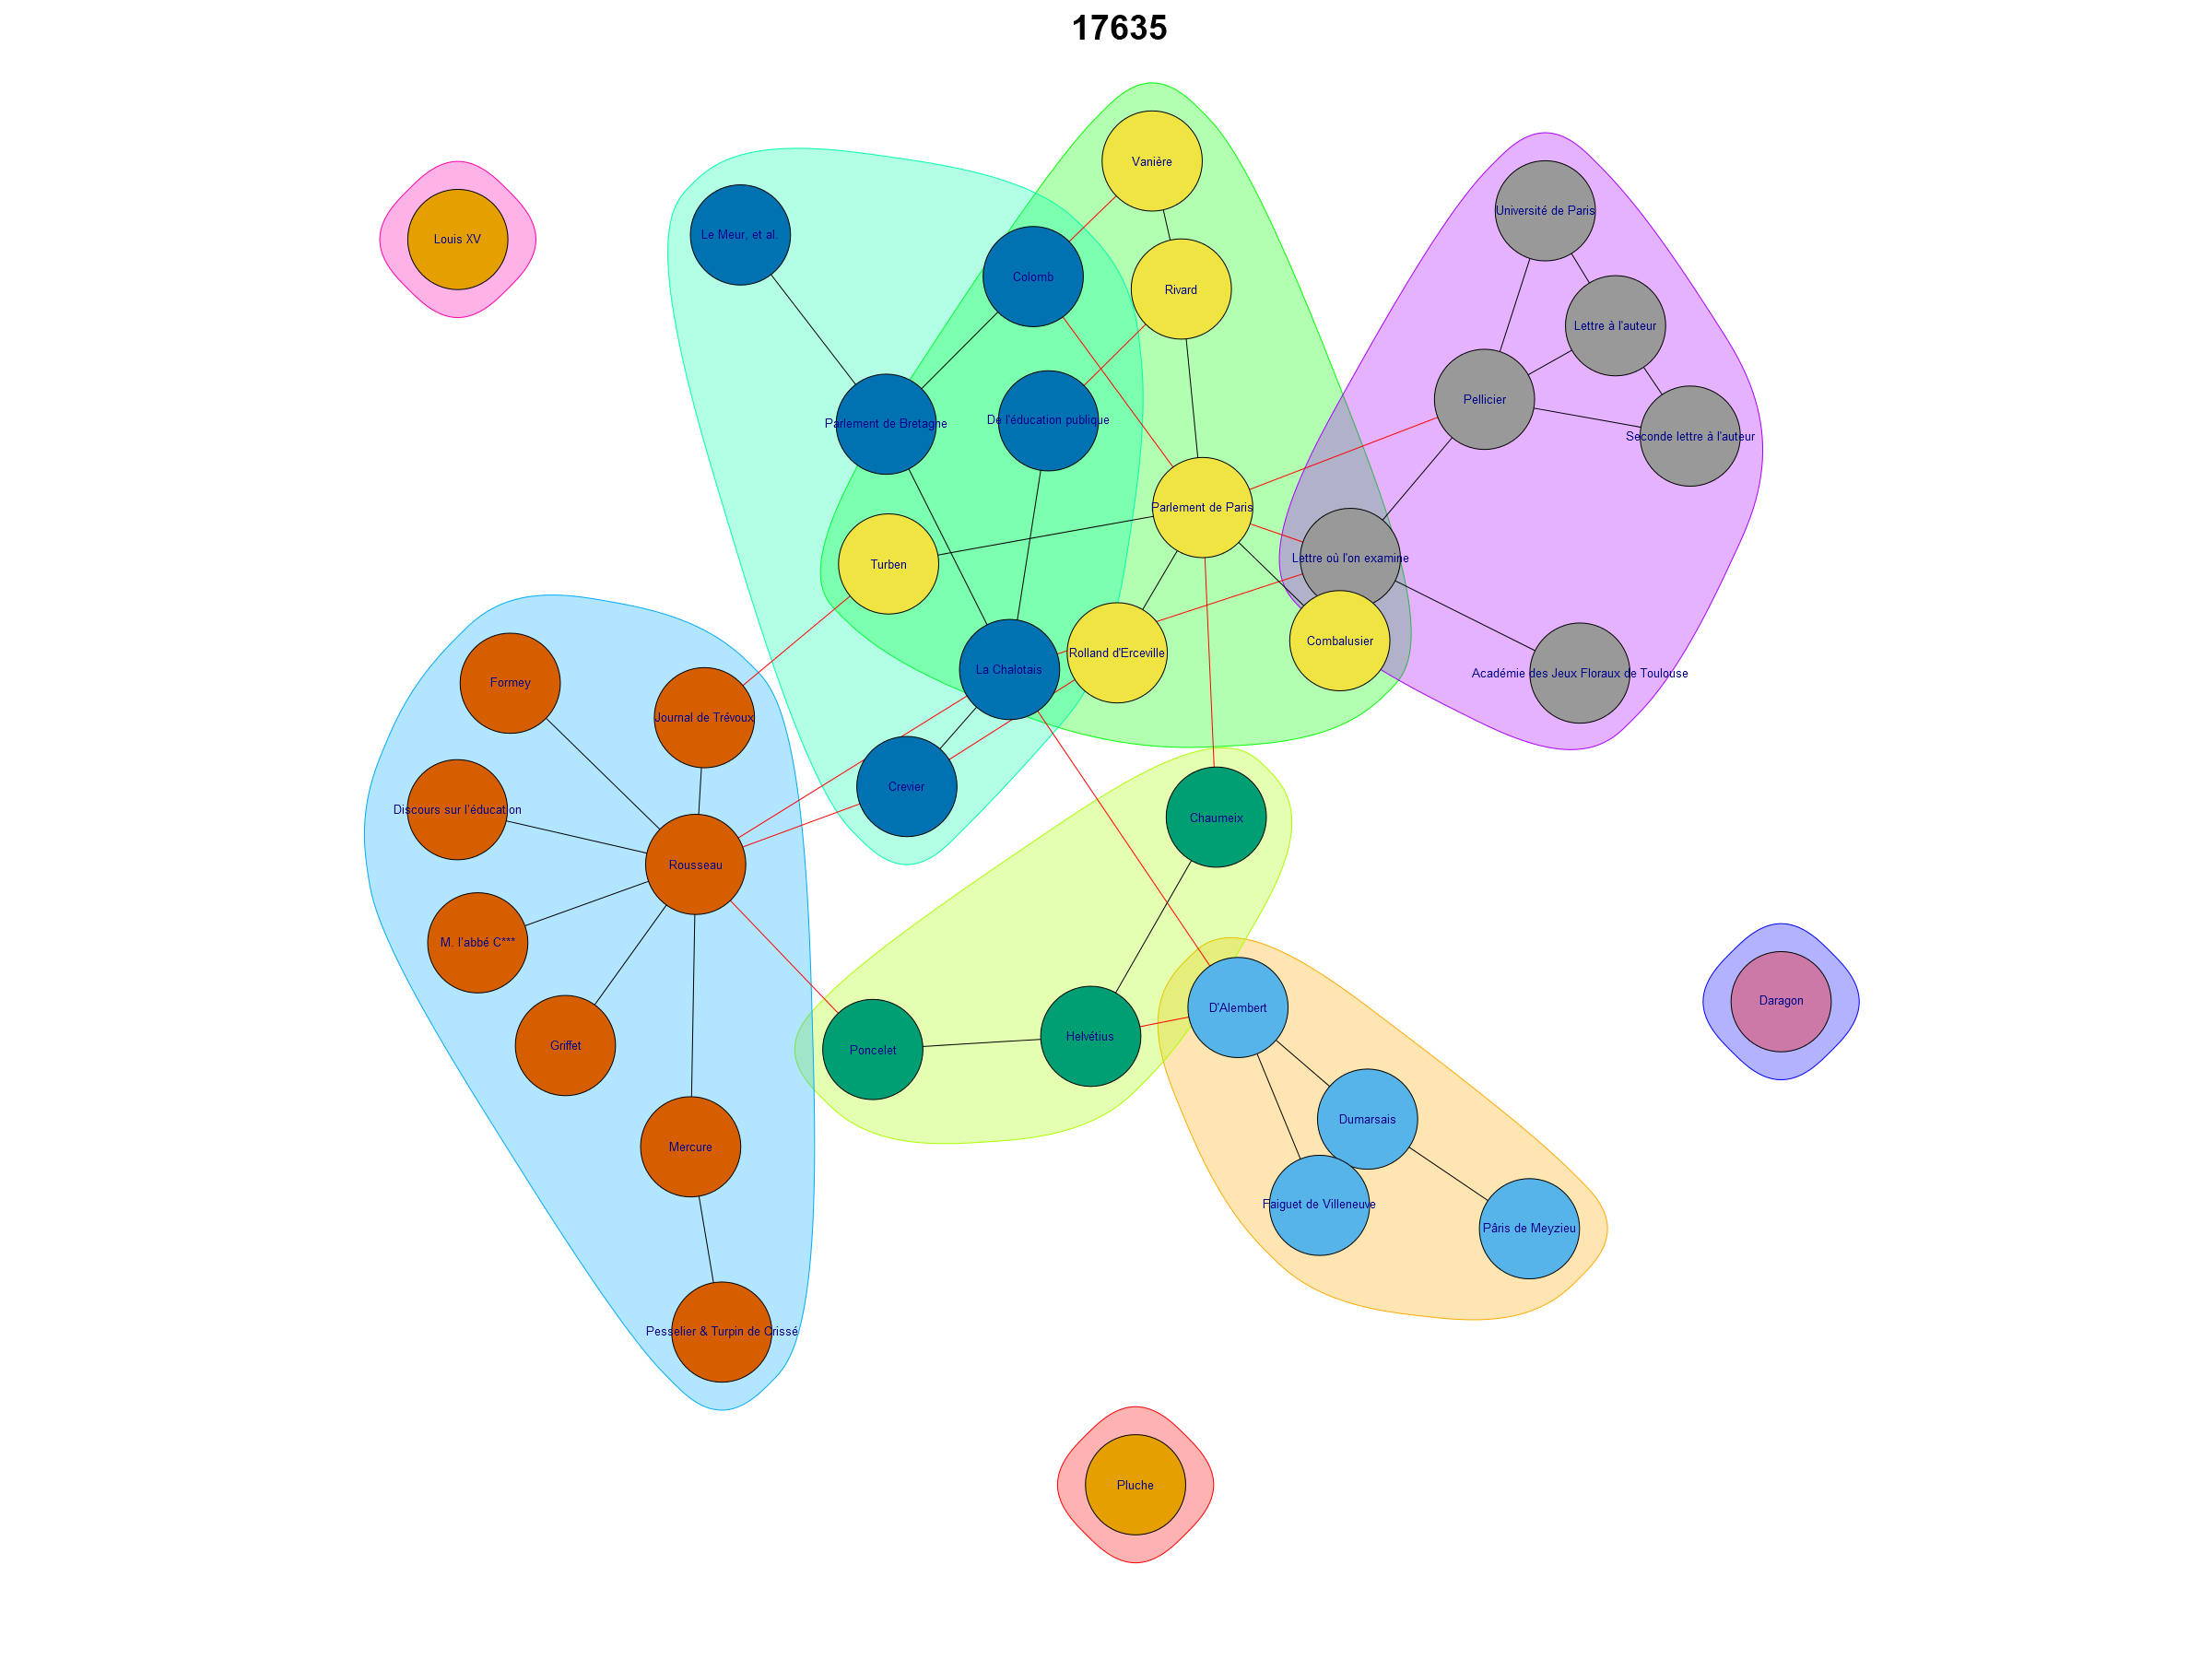 17635
Vanière
Université de Paris
Le Meur, et al.
Louis XV
Colomb
Rivard
Lettre à l'auteur
Pellicier
De l'éducation publique
Parlement de Bretagne
Seconde lettre à l'auteur
Parlement de Paris
Lettre où l'on examine
Turben
Combalusier
Rolland d'Erceville
La Chalotais
Académie des Jeux Floraux de Toulouse
Formey
Journal de Trévoux
Crevier
Discours sur l'éducation
Chaumeix
Rousseau
M. l'abbé C***
Daragon
D'Alembert
Helvétius
Griffet
Poncelet
Dumarsais
Mercure
Faiguet de Villeneuve
Pâris de Meyzieu
Pesselier & Turpin de Crissé
Pluche